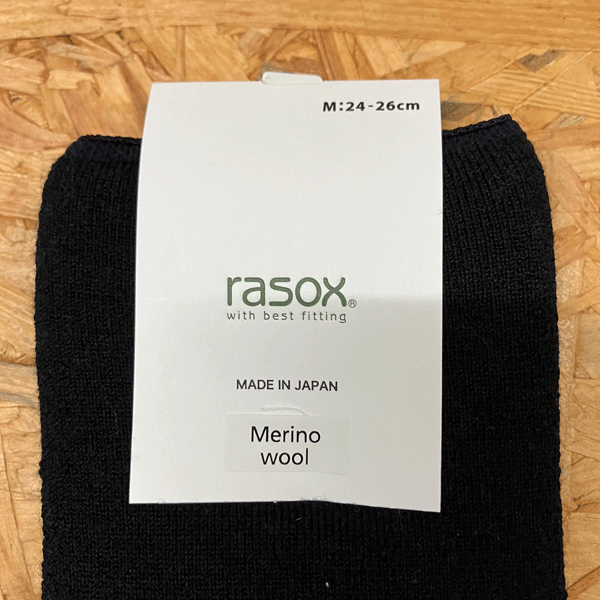 M:24-26cm
rasox®
with best fitting
MADE IN JAPAN
Merino
wool